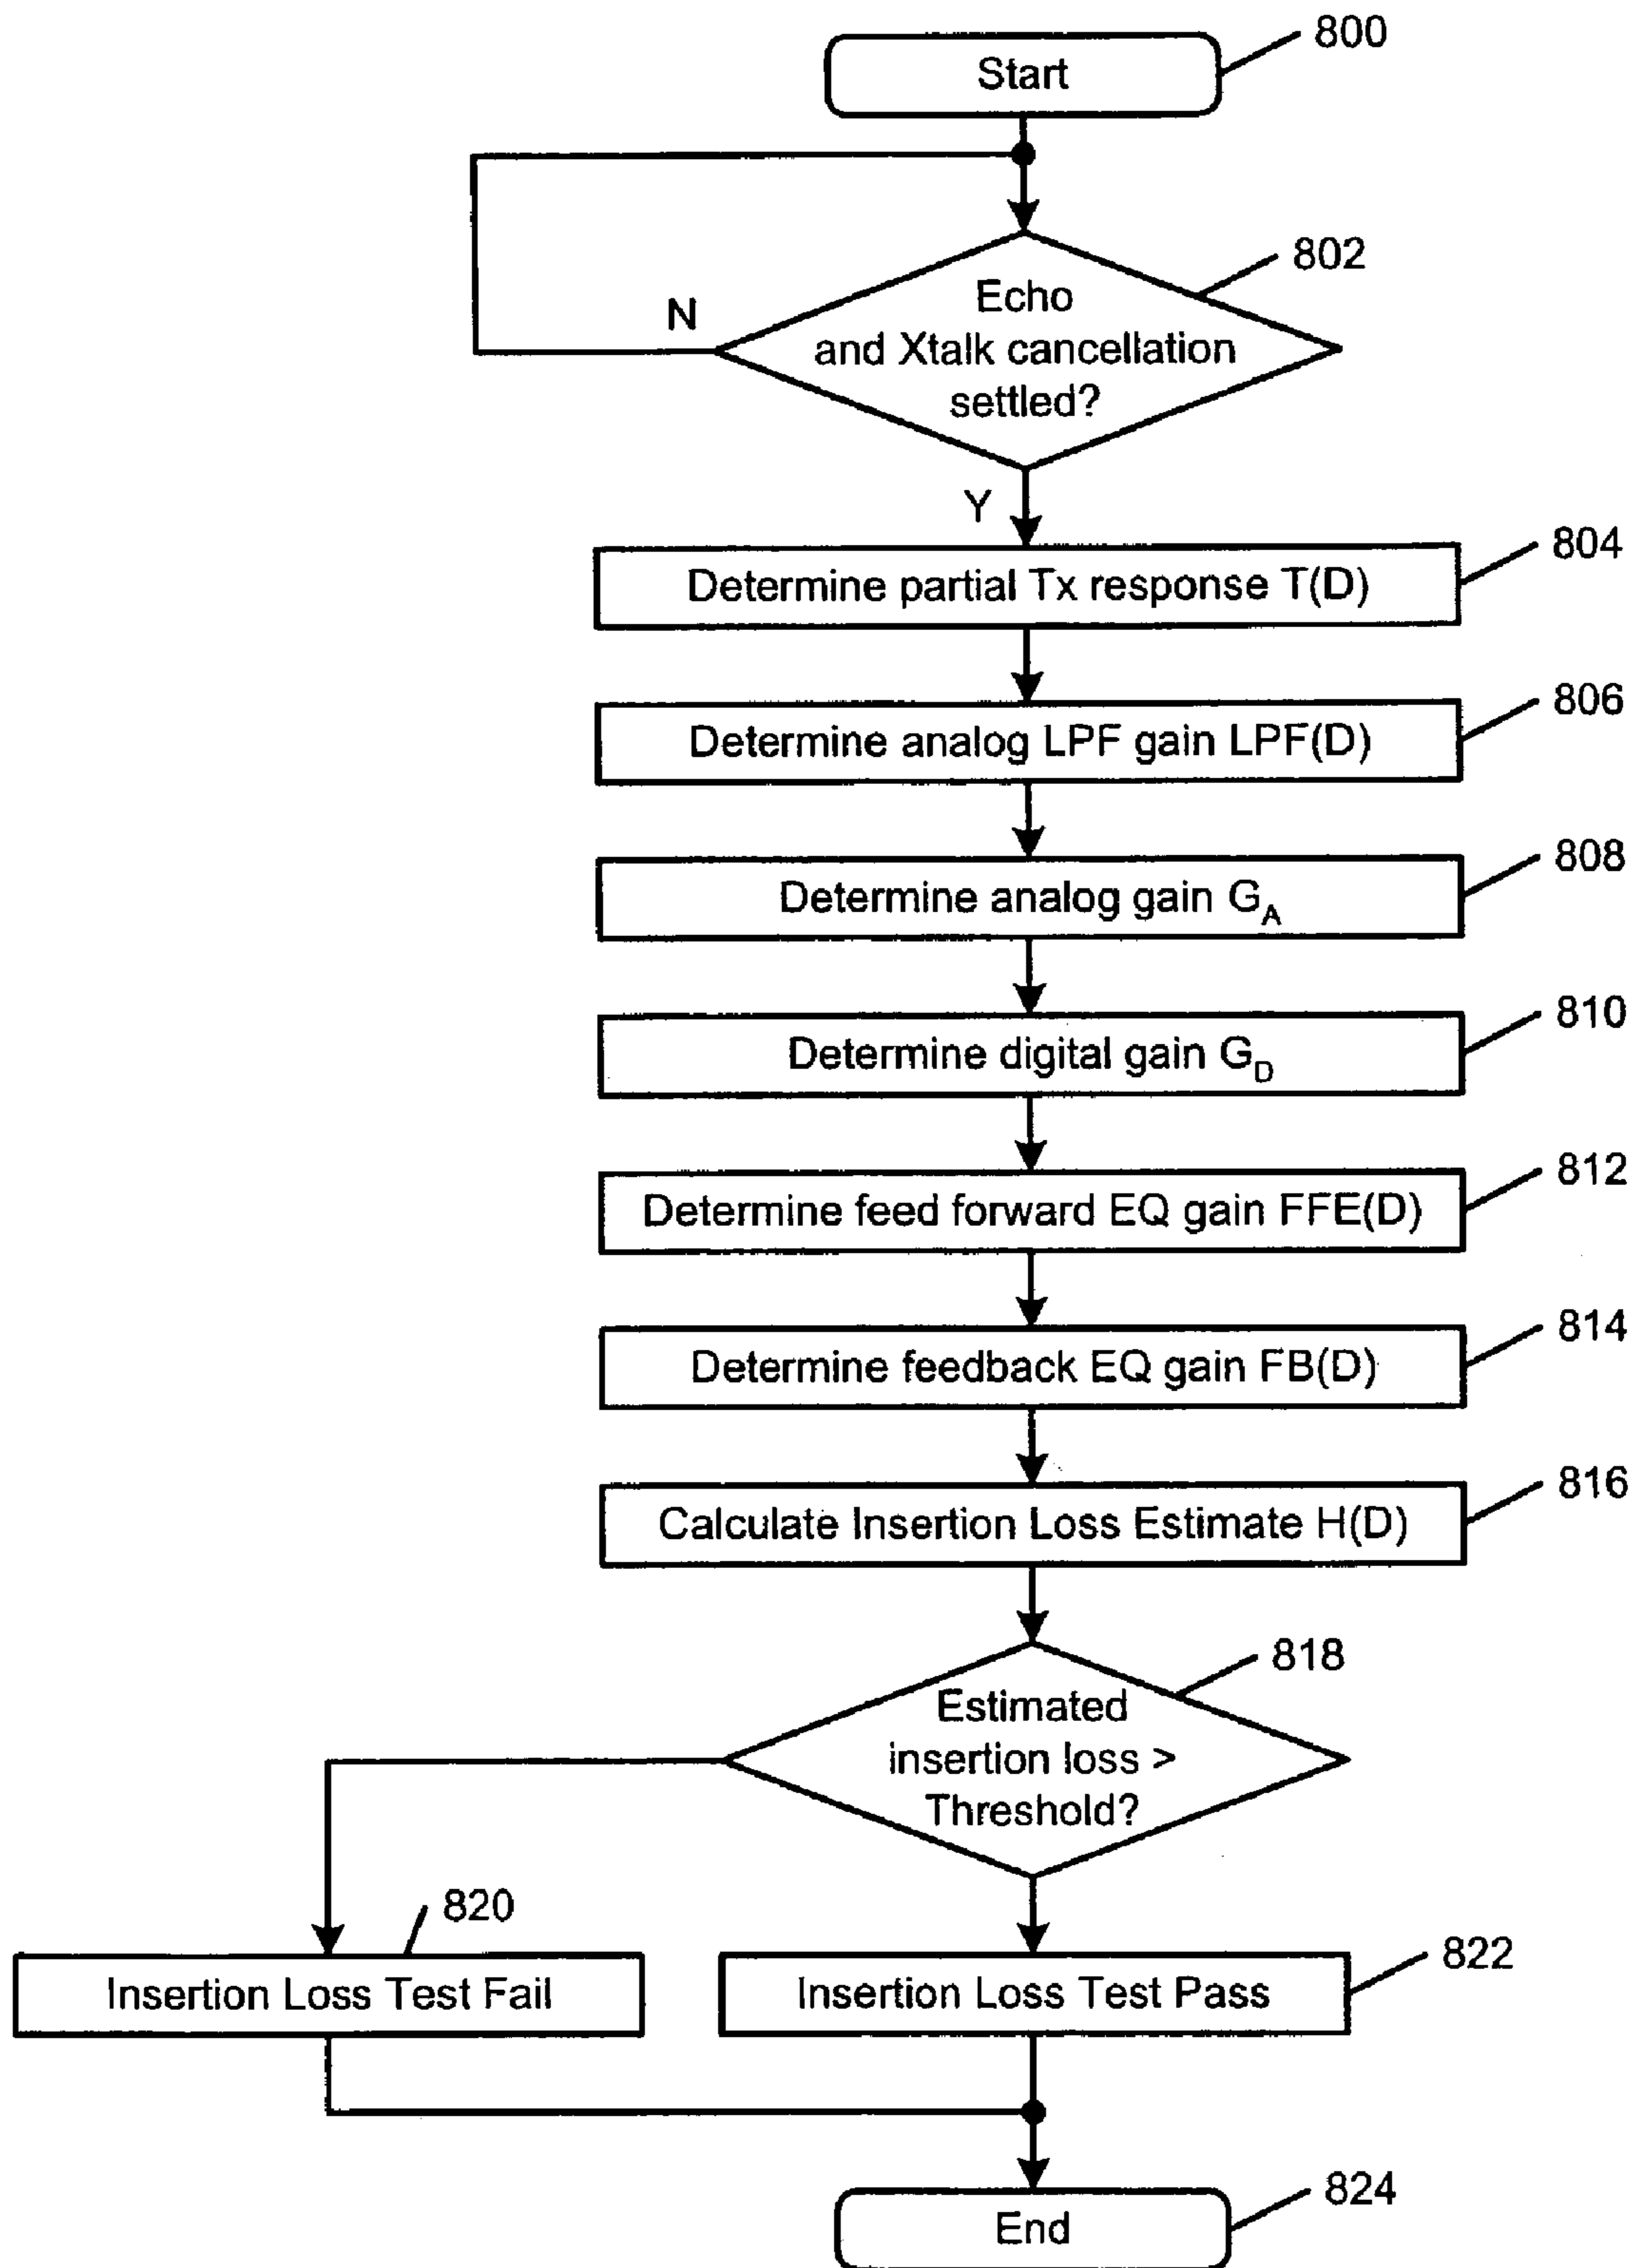 800
Start
802
Echo
and Xtalk cancellation
settled?
N
Y
804
Determine partial Tx response T(D)
806
Determine analog LPF gain LPF(D)
808
Determine analog gain GA
810
Determine digital gain GD
812
Determine feed forward EQ gain FFE(D)
814
Determine feedback EQ gain FB(D)
816
Calculate Insertion Loss Estimate H(D)
818
Estimated
insertion loss >
Threshold?
820
Insertion Loss Test Fail
822
Insertion Loss Test Pass
824
End